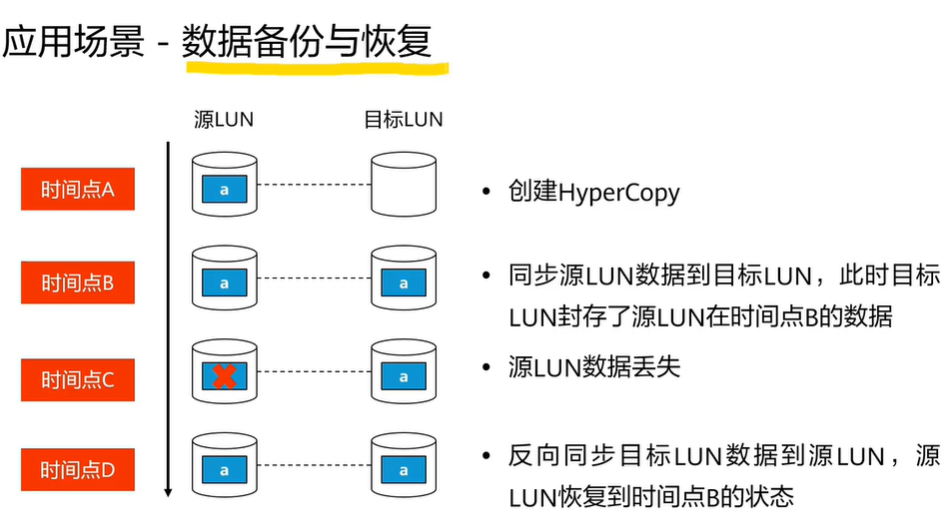 应用场景 - 数据备份与恢复
源LUN 目标LUN
时间点A
a
• 创建HyperCopy
时间点B
a a
• 同步源LUN数据到目标LUN，此时目标
LUN封存了源LUN在时间点B的数据
时间点C
a
• 源LUN数据丢失
时间点D
a a
• 反向同步目标LUN数据到源LUN，源
LUN恢复到时间点B的状态